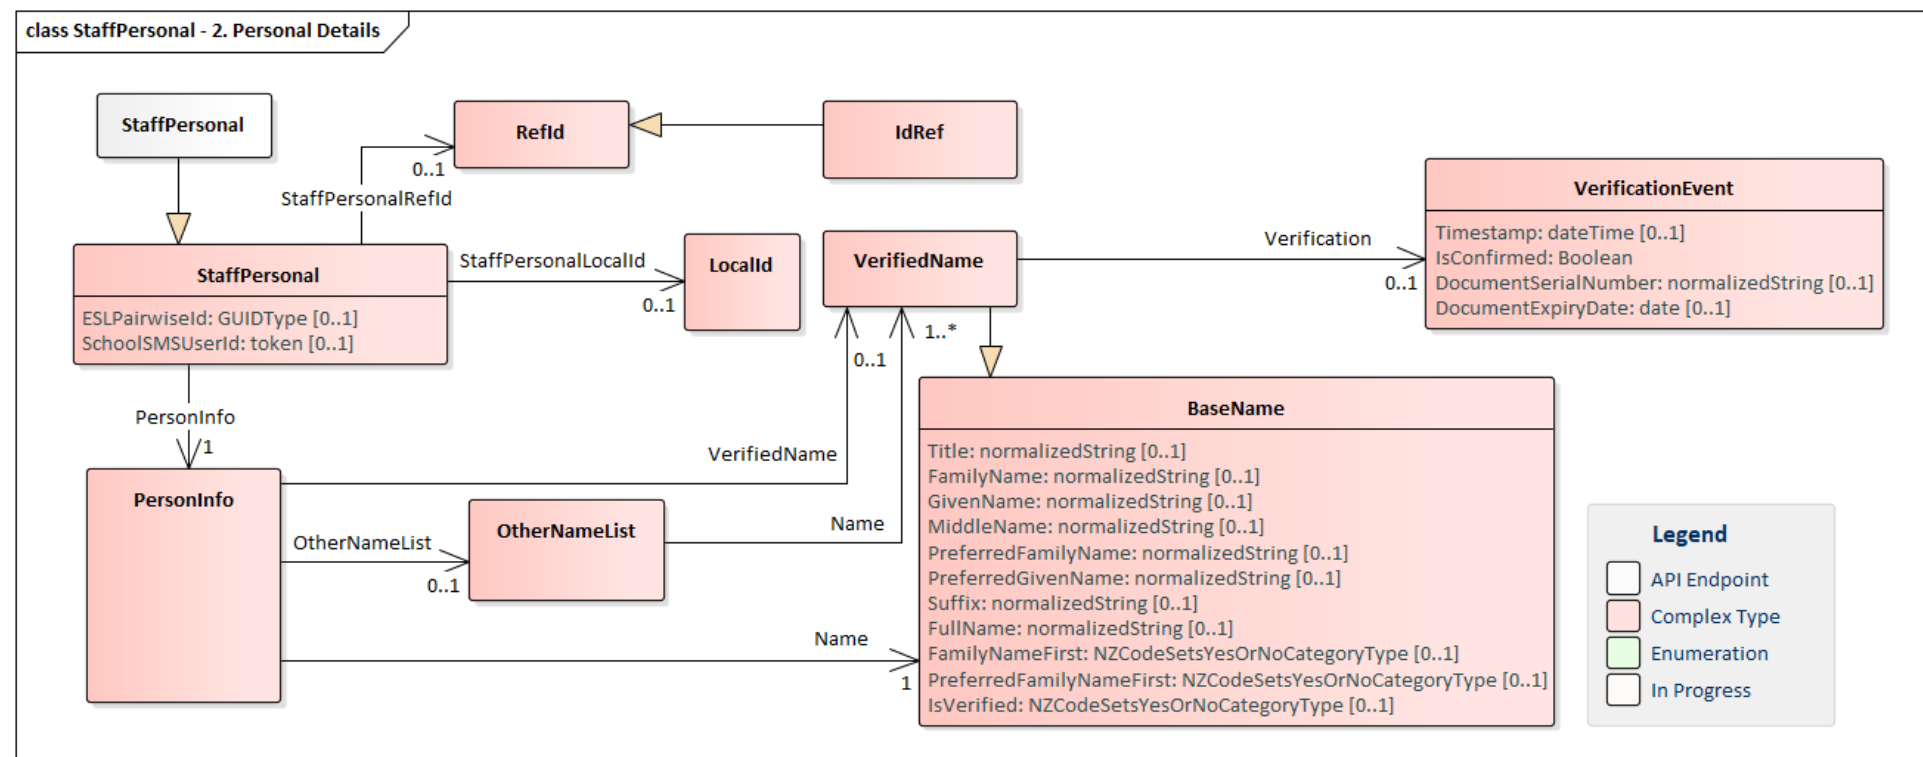 class StaffPersonal - 2. Personal Details
StaffPersonal
RefId
IdRef
0..1
StaffPersonalRefId
VerificationEvent
Timestamp: dateTime [0..1]
IsConfirmed: Boolean
DocumentSerialNumber: normalizedString [0..1]
DocumentExpiryDate: date [0..1]
Verification
0..1
StaffPersonal
ESLPairwiseId: GUIDType [0..1]
SchoolSMSUserId: token [0..1]
StaffPersonalLocalId
0..1
LocalId
VerifiedName
0..1
1..*
PersonInfo
1
BaseName
Title: normalizedString [0..1]
FamilyName: normalizedString [0..1]
GivenName: normalizedString [0..1]
MiddleName: normalizedString [0..1]
PreferredFamilyName: normalizedString [0..1]
PreferredGivenName: normalizedString [0..1]
Suffix: normalizedString [0..1]
FullName: normalizedString [0..1]
FamilyNameFirst: NZCodeSetsYesOrNoCategoryType [0..1]
PreferredFamilyNameFirst: NZCodeSetsYesOrNoCategoryType [0..1]
IsVerified: NZCodeSetsYesOrNoCategoryType [0..1]
VerifiedName
PersonInfo
OtherNameList
0..1
OtherNameList
Name
Name
1
Legend
API Endpoint
Complex Type
Enumeration
In Progress